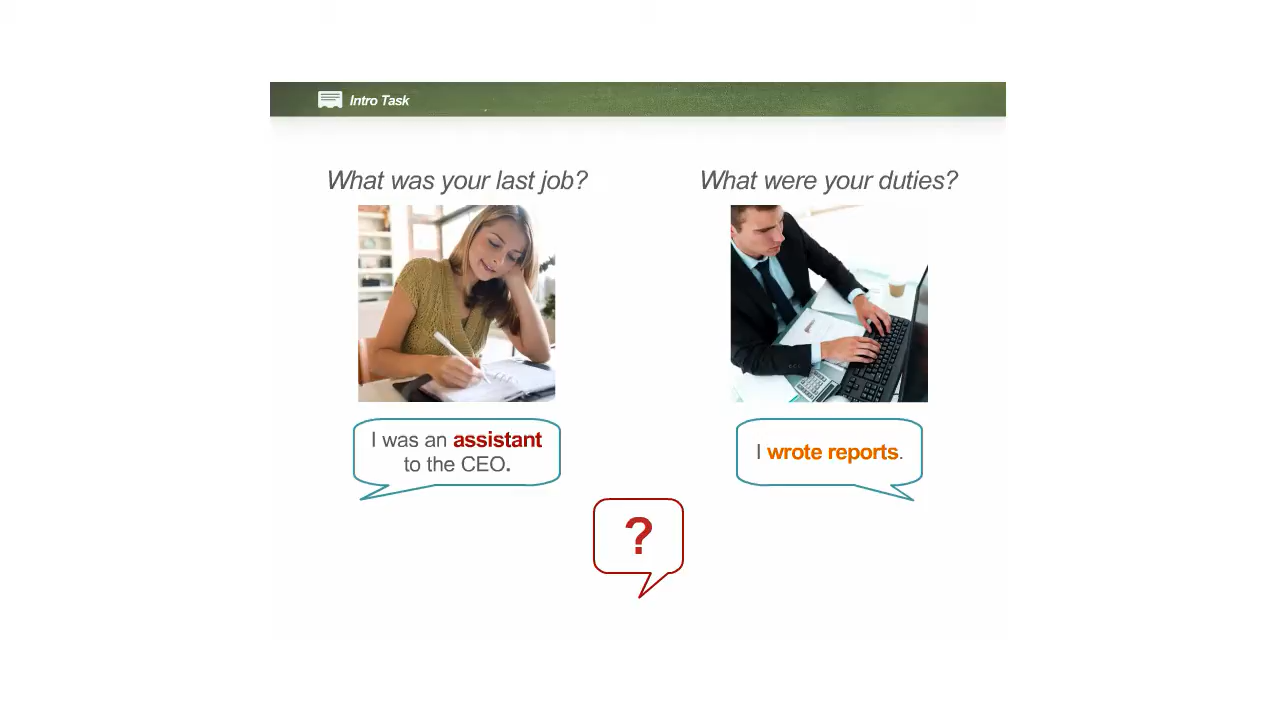 Intro Task
What was your last job?
What were your duties?
I was an assistant
to the CEO.
I wrote reports.
?